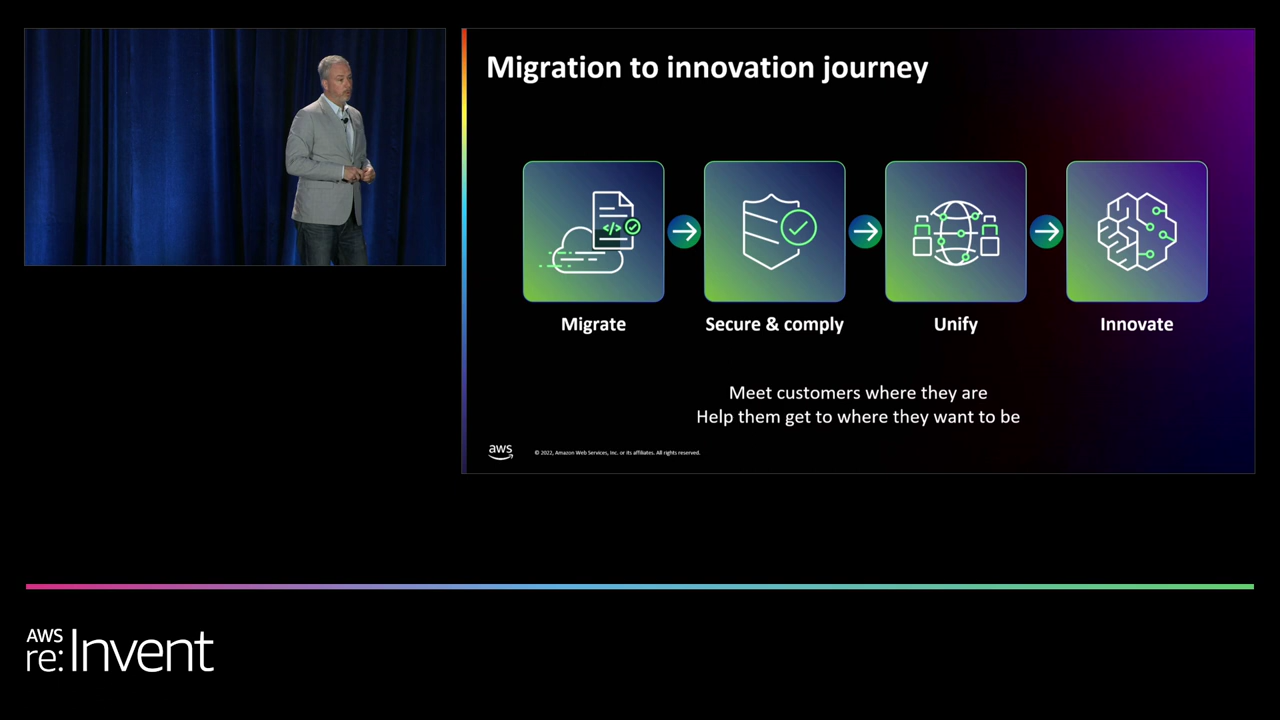 Migration to innovation journey
</>
Migrate
Secure & comply
Unify
Innovate
Meet customers where they are
Help them get to where they want to be
aws
© 2022, Amazon Web Services, Inc. or its affiliates. All rights reserved.
AWS
re:Invent